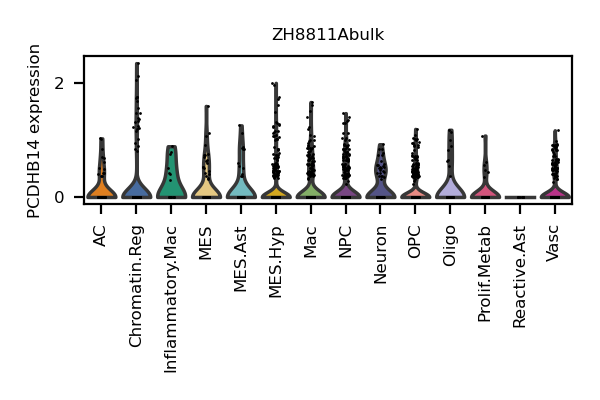 ZH8811Abulk
PCDHB14 expression
2
0
AC
Chromatin.Reg
Inflammatory.Mac
MES
MES.Ast
MES.Hyp
Mac
NPC
Neuron
OPC
Oligo
Prolif.Metab
Reactive.Ast
Vasc